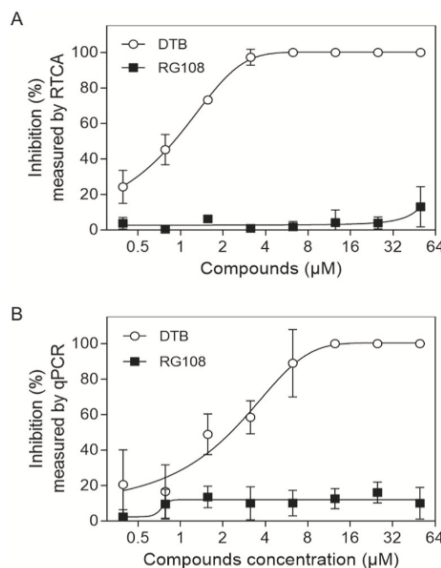 A
DTB
RG108
Inhibition (%)
measured by RTCA
100
80
60
40
20
0
0.5 1 2 4 8 16 32 64
Compounds (µM)
B
DTB
RG108
Inhibition (%)
measured by qPCR
100
80
60
40
20
0
0.5 1 2 4 8 16 32 64
Compounds concentration (µM)